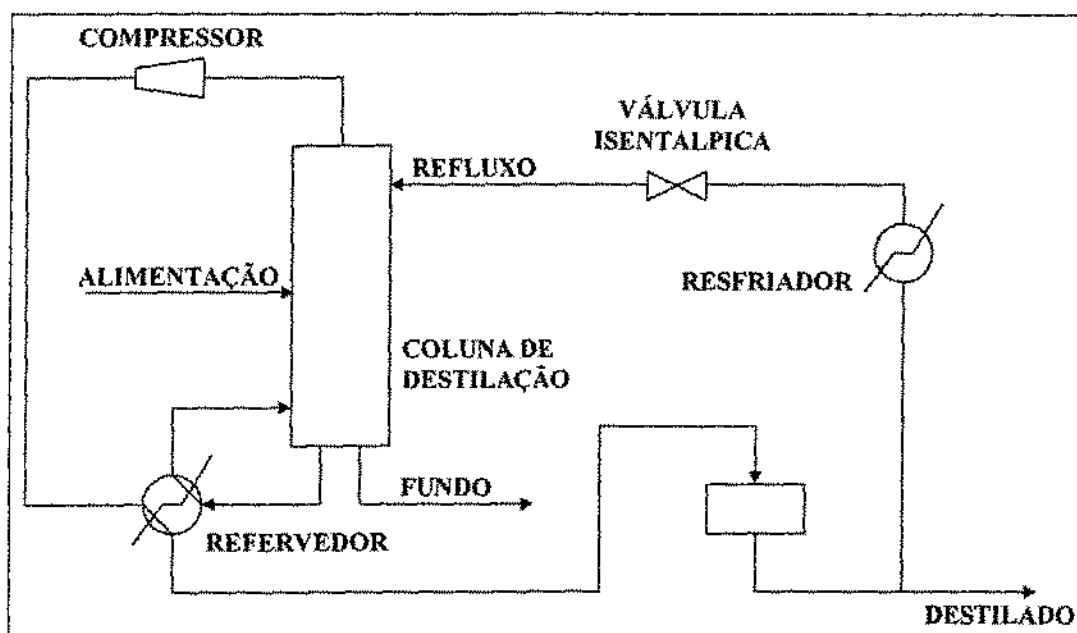 COMPRESSOR
VÁLVULA
ISENTALPICA
REFLUXO
ALIMENTAÇÃO
RESFRIADOR
COLUNA DE
DESTILAÇÃO
FUNDO
REFERVEDOR
DESTILADO